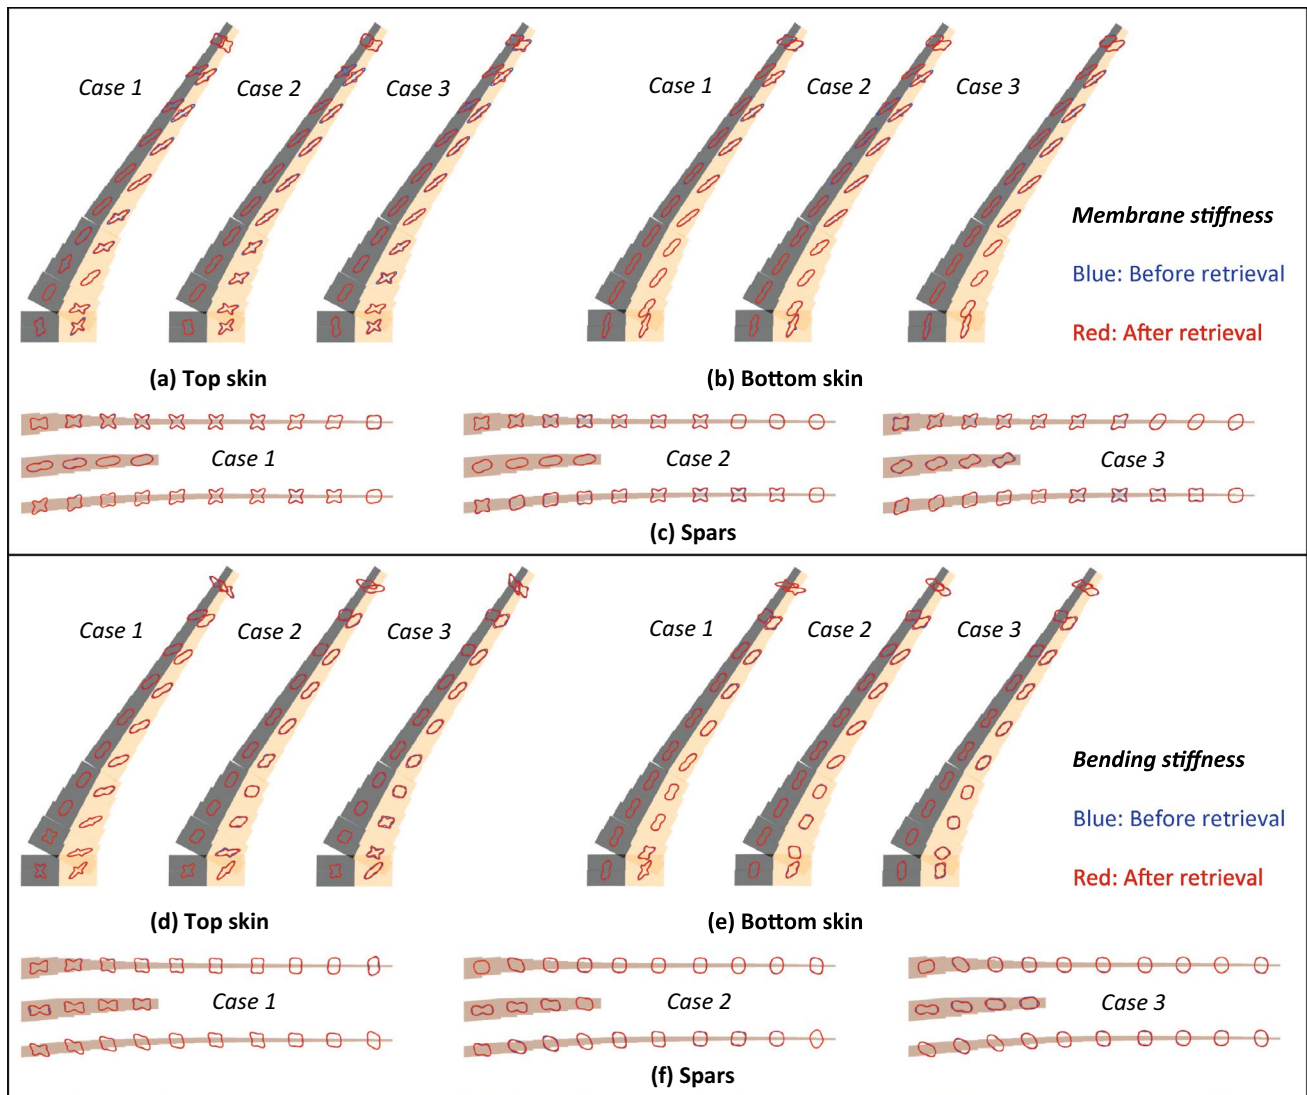 Case 1
Case 2
Case 3
Case 1
Case 2
Case 3
Membrane stiffness
Blue: Before retrieval
Red: After retrieval
(a) Top skin
(b) Bottom skin
Case 1
Case 2
Case 3
(c) Spars
Case 1
Case 2
Case 3
Case 1
Case 2
Case 3
Bending stiffness
Blue: Before retrieval
Red: After retrieval
(d) Top skin
(e) Bottom skin
Case 1
Case 2
Case 3
(f) Spars